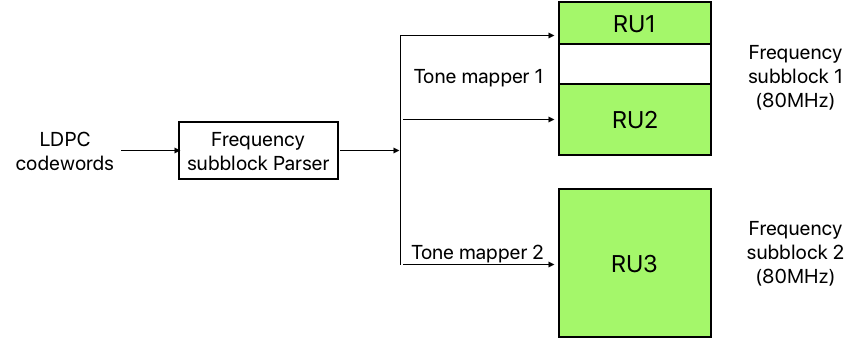 LDPC
codewords
Frequency
subblock Parser
Tone mapper 1
Tone mapper 2
RU1
RU2
RU3
Frequency
subblock 1
(80MHz)
Frequency
subblock 2
(80MHz)